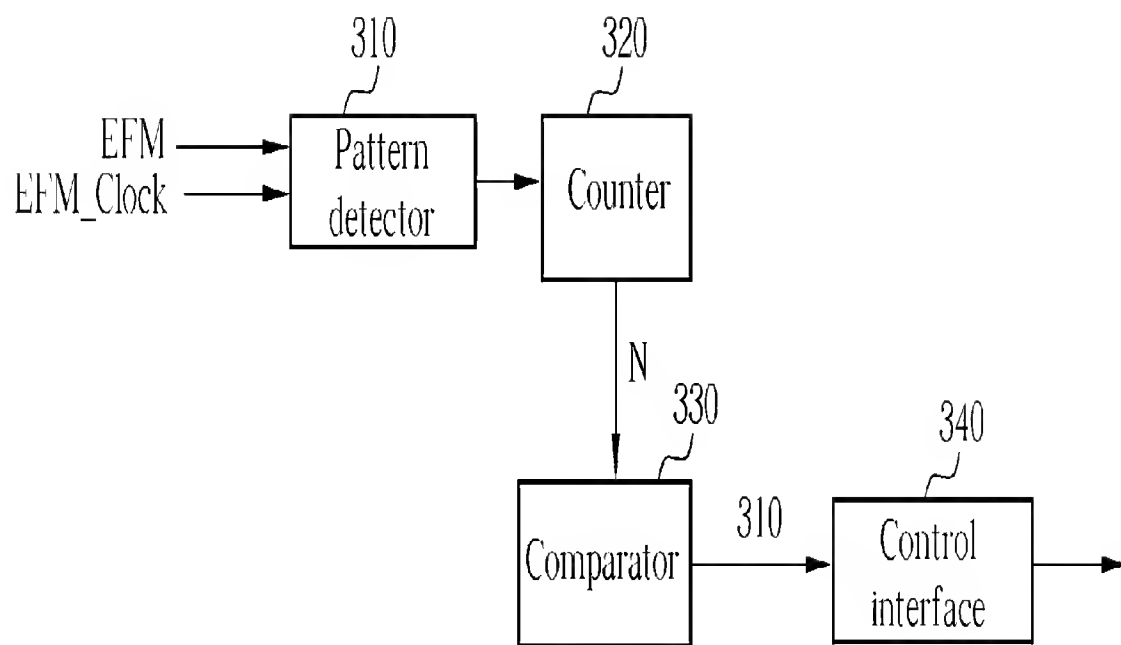 310
320
EFM
EFM_Clock
Pattern
detector
Counter
N
330
340
310
Comparator
Control
interface